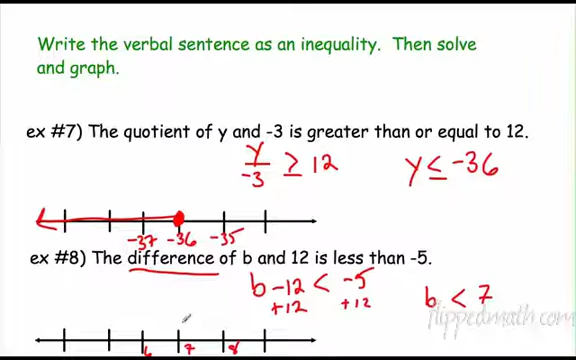 Write the verbal sentence as an inequality. Then solve
and graph.
ex #7) The quotient of y and -3 is greater than or equal to 12.
y/-3 ≥ 12
y ≤ -36
-37 -36 -35
ex #8) The difference of b and 12 is less than -5.
b - 12 < -5
+12 +12
b < 7
flippedmath.com/
6 7 8